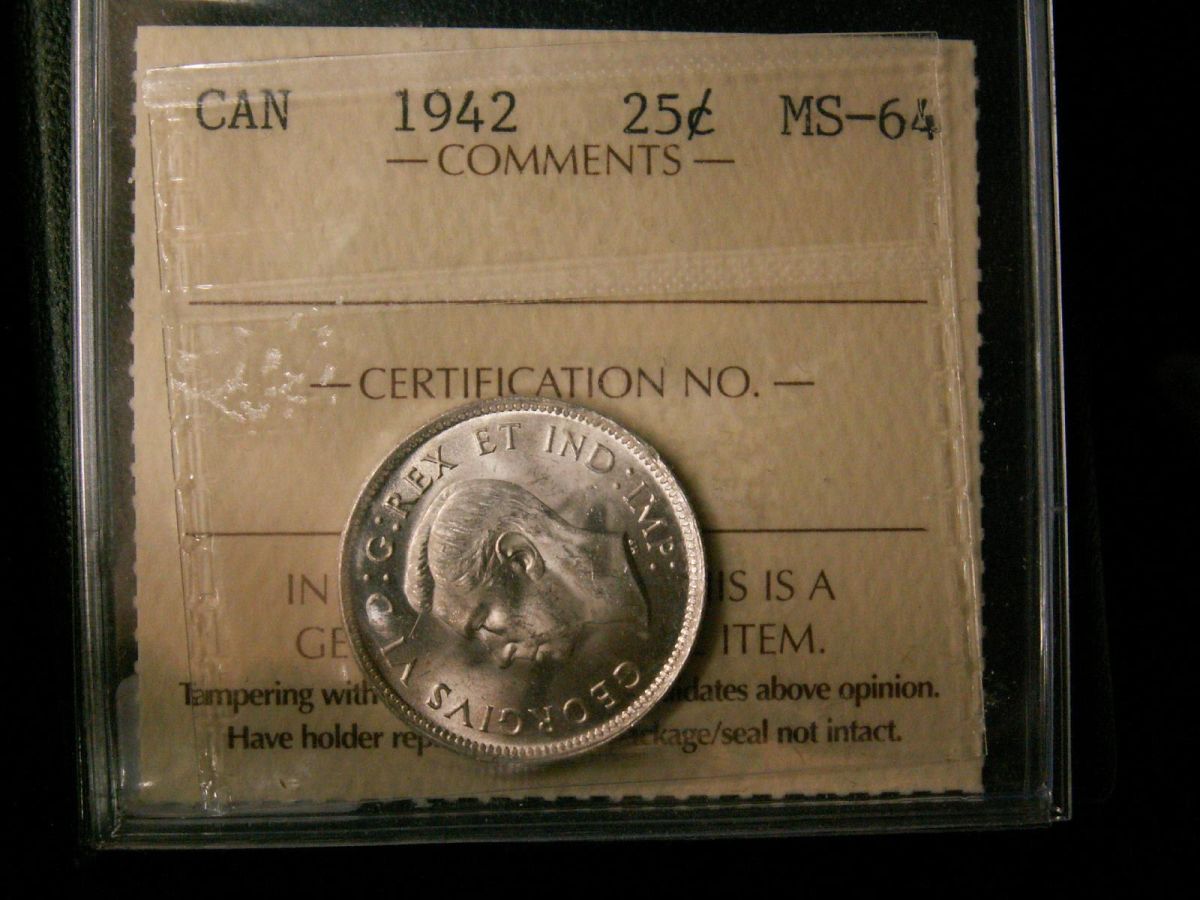 CAN 1942 25¢ MS-64
— COMMENTS —
— CERTIFICATION NO. —
IN IS IS A
GE ITEM.
Tampering with idates above opinion.
Have holder rep ckage/seal not intact.
GEORGIVS VI D:G:REX ET IND:IMP: